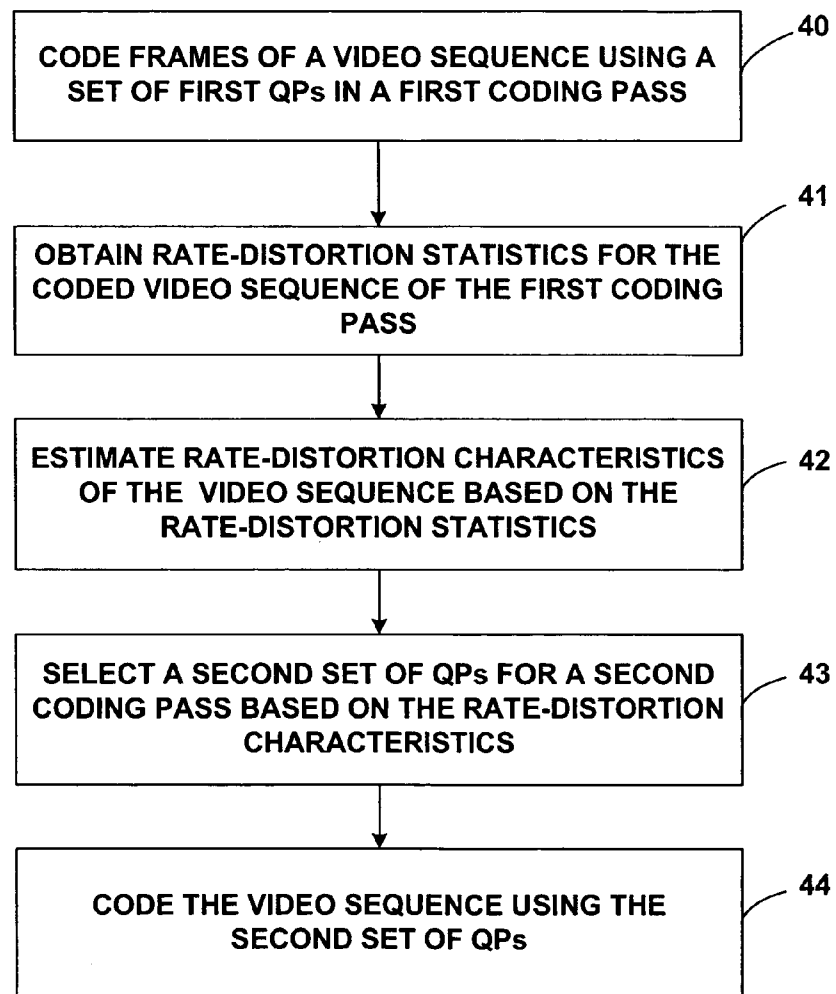 40
CODE FRAMES OF A VIDEO SEQUENCE USING A
SET OF FIRST QPs IN A FIRST CODING PASS
41
OBTAIN RATE-DISTORTION STATISTICS FOR THE
CODED VIDEO SEQUENCE OF THE FIRST CODING
PASS
42
ESTIMATE RATE-DISTORTION CHARACTERISTICS
OF THE VIDEO SEQUENCE BASED ON THE
RATE-DISTORTION STATISTICS
43
SELECT A SECOND SET OF QPs FOR A SECOND
CODING PASS BASED ON THE RATE-DISTORTION
CHARACTERISTICS
44
CODE THE VIDEO SEQUENCE USING THE
SECOND SET OF QPs